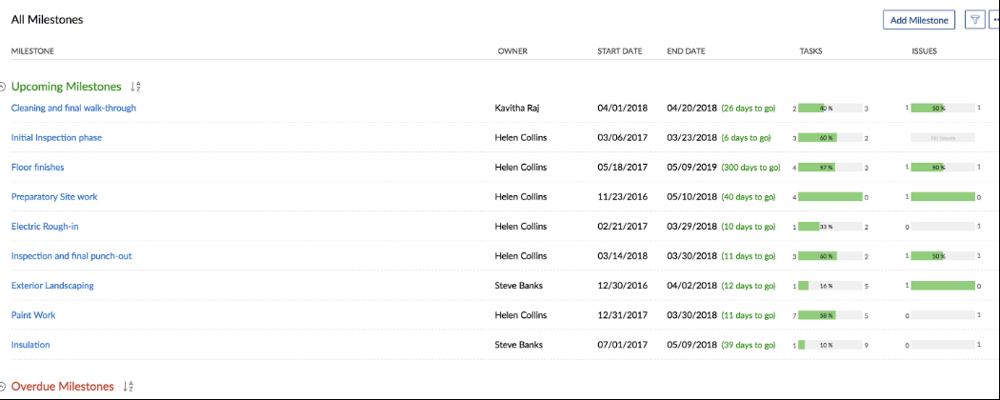 All Milestones
Add Milestone
MILESTONE OWNER START DATE END DATE TASKS ISSUES
Upcoming Milestones
Cleaning and final walk-through Kavitha Raj 04/01/2018 04/20/2018 (26 days to go) 2 40 % 3 1 50 % 1
Initial Inspection phase Helen Collins 03/06/2017 03/23/2018 (6 days to go) 3 60 % 2 No Issues
Floor finishes Helen Collins 05/18/2017 05/09/2019 (300 days to go) 4 57 % 3 1 50 % 1
Preparatory Site work Helen Collins 11/23/2016 05/10/2018 (40 days to go) 4 0 1 0
Electric Rough-in Helen Collins 02/21/2017 03/29/2018 (10 days to go) 1 33 % 2 0 1
Inspection and final punch-out Helen Collins 03/14/2018 03/30/2018 (11 days to go) 3 60 % 2 1 50 % 1
Exterior Landscaping Steve Banks 12/30/2016 04/02/2018 (12 days to go) 1 16 % 5 1 0
Paint Work Helen Collins 12/31/2017 03/30/2018 (11 days to go) 7 58 % 5 0 1
Insulation Steve Banks 07/01/2017 05/09/2018 (39 days to go) 1 10 % 9 0 1
Overdue Milestones